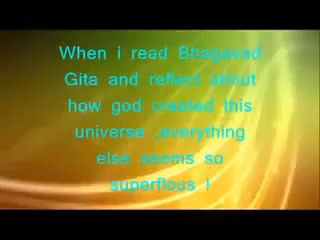 When i read Bhagavad
Gita and reflect about
how god created this
universe ,everything
else seems so
superflous !